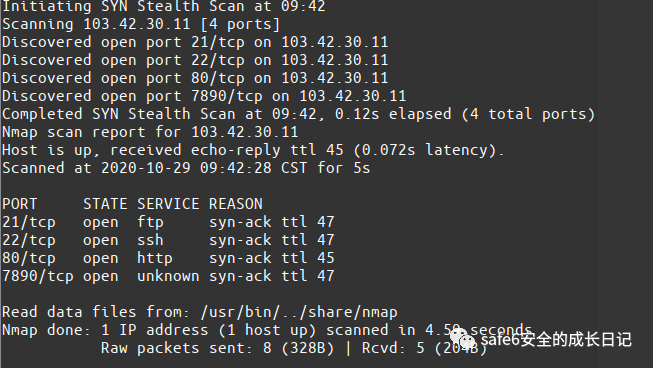 Initiating SYN Stealth Scan at 09:42
Scanning 103.42.30.11 [4 ports]
Discovered open port 21/tcp on 103.42.30.11
Discovered open port 22/tcp on 103.42.30.11
Discovered open port 80/tcp on 103.42.30.11
Discovered open port 7890/tcp on 103.42.30.11
Completed SYN Stealth Scan at 09:42, 0.12s elapsed (4 total ports)
Nmap scan report for 103.42.30.11
Host is up, received echo-reply ttl 45 (0.072s latency).
Scanned at 2020-10-29 09:42:28 CST for 5s
PORT STATE SERVICE REASON
21/tcp open ftp syn-ack ttl 47
22/tcp open ssh syn-ack ttl 47
80/tcp open http syn-ack ttl 45
7890/tcp open unknown syn-ack ttl 47
Read data files from: /usr/bin/../share/nmap
Nmap done: 1 IP address (1 host up) scanned in seconds
Raw packets sent: 8 (328B) | Rcvd: 5 (204B)
safe6安全的成长日记